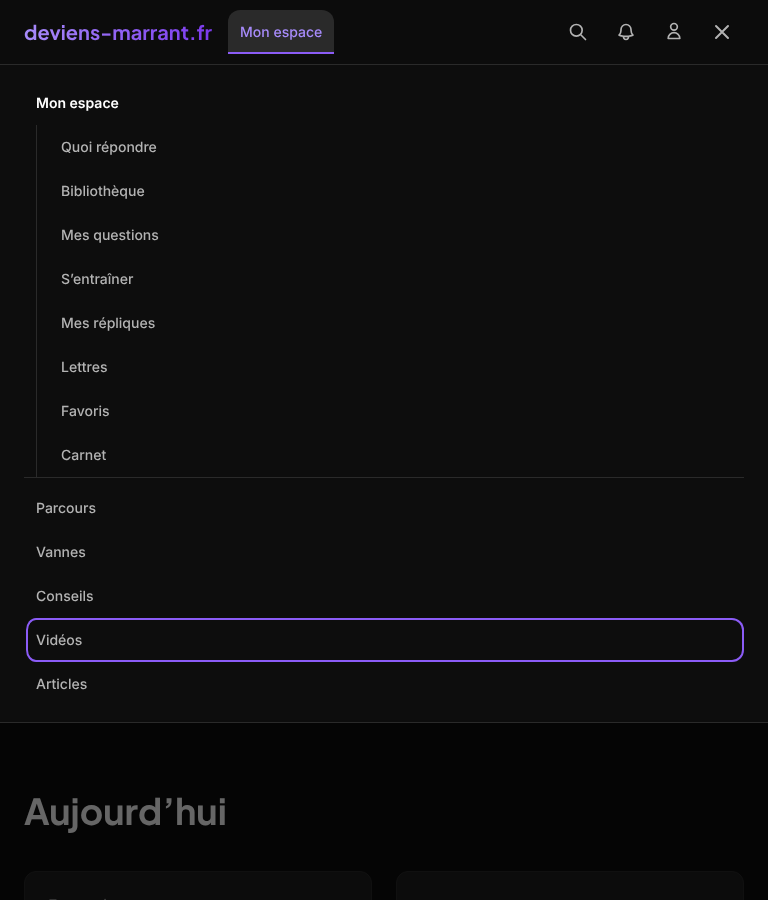 deviens-marrant.fr
Mon espace
Mon espace
Quoi répondre
Bibliothèque
Mes questions
S’entraîner
Mes répliques
Lettres
Favoris
Carnet
Parcours
Vannes
Conseils
Vidéos
Articles
Aujourd’hui